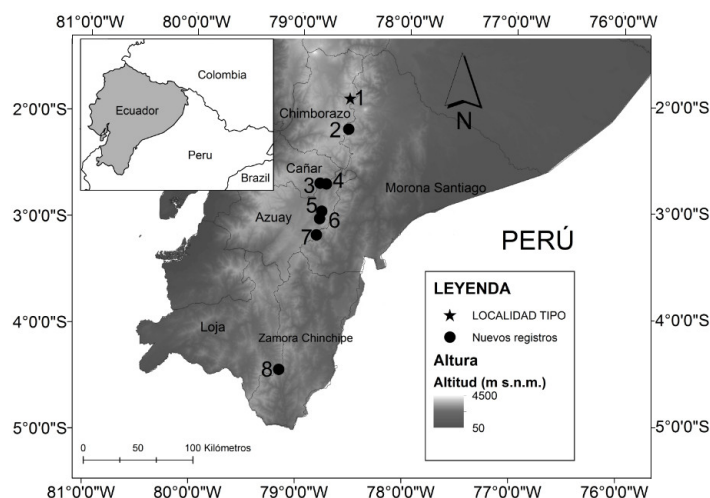 80°0'0"W 79°0'0"W 78°0'0"W 77°0'0"W 76°0'0"W
Colombia
Ecuador
Peru
Brazil
2°0'0"S
3°0'0"S
4°0'0"S
5°0'0"S
1
Chimborazo
2
Cañar
3 4
Morona Santiago
5
Azuay 6
7
Loja
Zamora Chinchipe
8
N
PERÚ
LEYENDA
LOCALIDAD TIPO
Nuevos registros
Altura
Altitud (m s.n.m.)
4500
50
2°0'0"S
3°0'0"S
4°0'0"S
5°0'0"S
0 50 100 Kilómetros
81°0'0"W 80°0'0"W 79°0'0"W 78°0'0"W 77°0'0"W 76°0'0"W